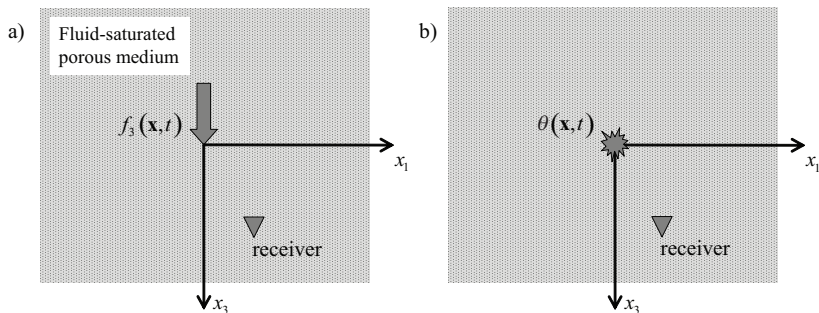 a)
Fluid-saturated
porous medium
f₃(x,t)
x₁
receiver
x₃
b)
θ(x,t)
x₁
receiver
x₃